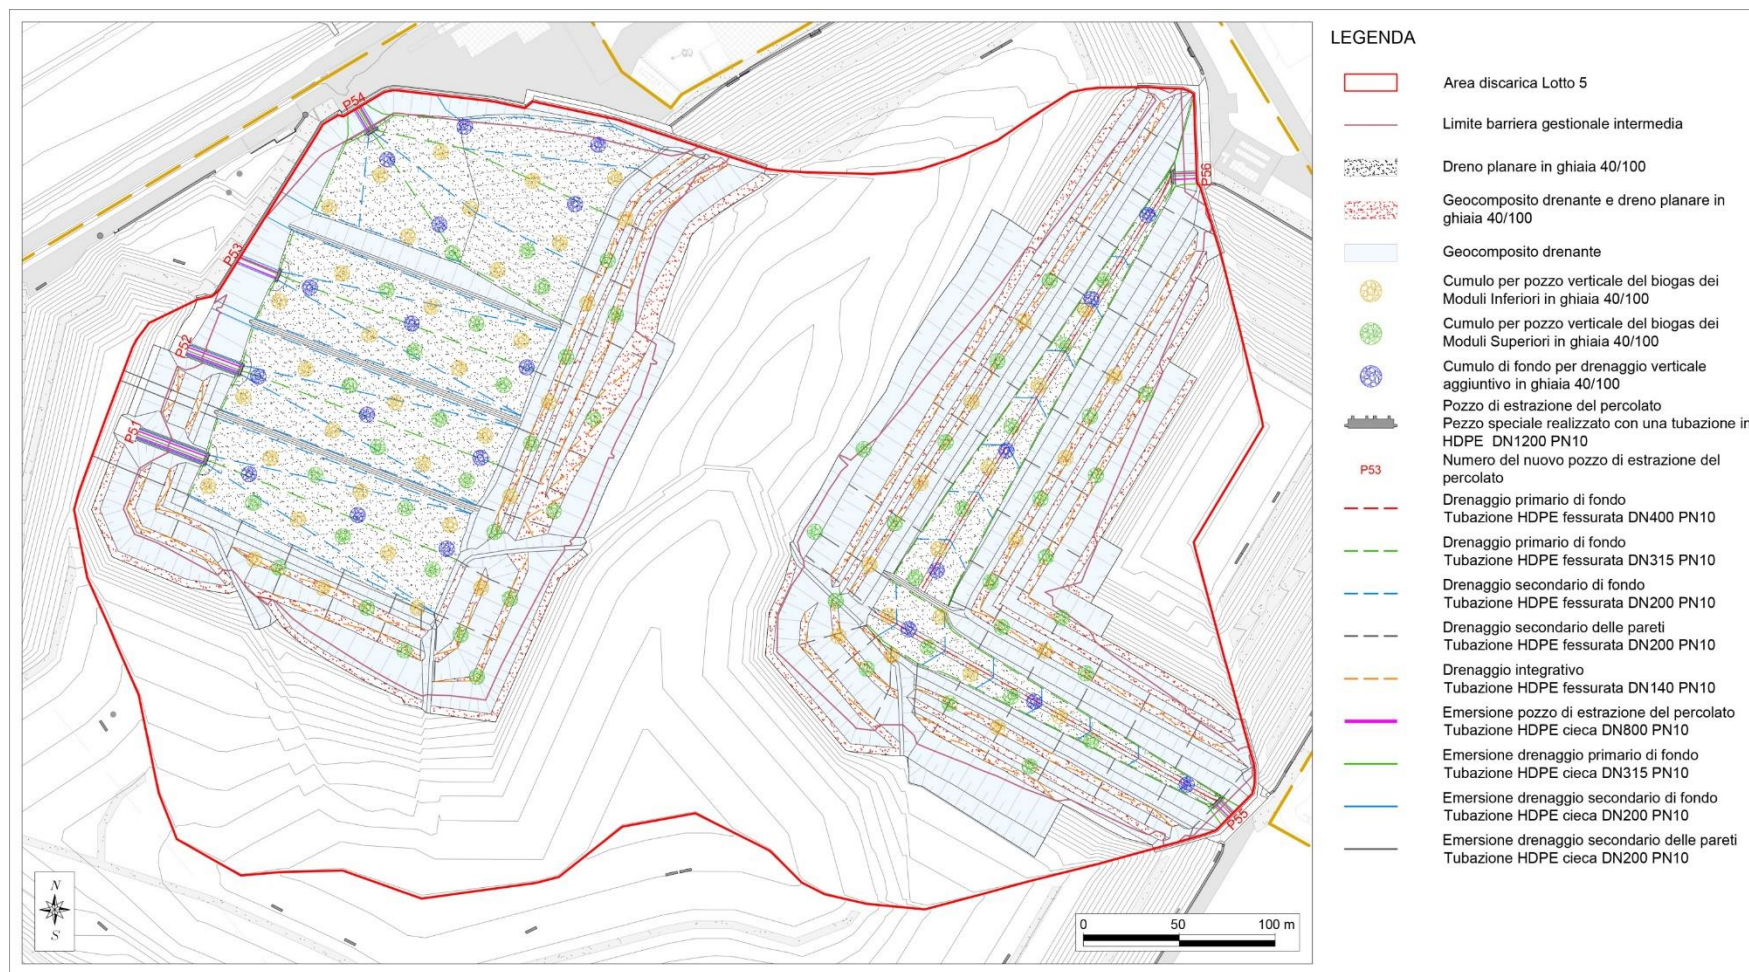 P54
P53
P52
P51
P56
P55
N
S
0 50 100 m
LEGENDA
Area discarica Lotto 5
Limite barriera gestionale intermedia
Dreno planare in ghiaia 40/100
Geocomposito drenante e dreno planare in
ghiaia 40/100
Geocomposito drenante
Cumulo per pozzo verticale del biogas dei
Moduli Inferiori in ghiaia 40/100
Cumulo per pozzo verticale del biogas dei
Moduli Superiori in ghiaia 40/100
Cumulo di fondo per drenaggio verticale
aggiuntivo in ghiaia 40/100
Pozzo di estrazione del percolato
Pezzo speciale realizzato con una tubazione in
HDPE DN1200 PN10
P53
Numero del nuovo pozzo di estrazione del
percolato
Drenaggio primario di fondo
Tubazione HDPE fessurata DN400 PN10
Drenaggio primario di fondo
Tubazione HDPE fessurata DN315 PN10
Drenaggio secondario di fondo
Tubazione HDPE fessurata DN200 PN10
Drenaggio secondario delle pareti
Tubazione HDPE fessurata DN200 PN10
Drenaggio integrativo
Tubazione HDPE fessurata DN140 PN10
Emersione pozzo di estrazione del percolato
Tubazione HDPE cieca DN800 PN10
Emersione drenaggio primario di fondo
Tubazione HDPE cieca DN315 PN10
Emersione drenaggio secondario di fondo
Tubazione HDPE cieca DN200 PN10
Emersione drenaggio secondario delle pareti
Tubazione HDPE cieca DN200 PN10